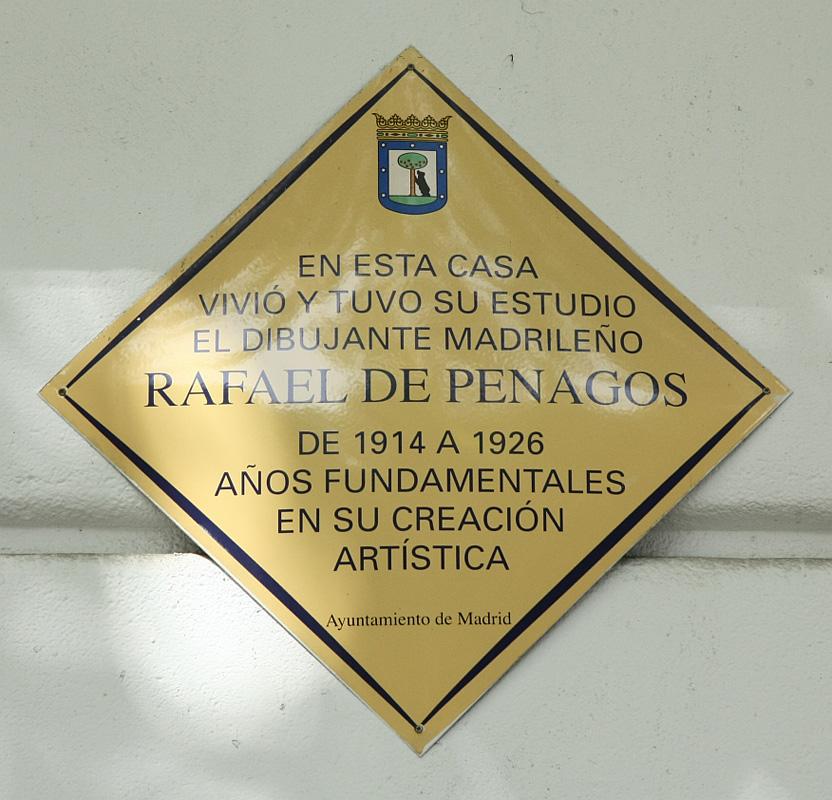 EN ESTA CASA
VIVIÓ Y TUVO SU ESTUDIO
EL DIBUJANTE MADRILEÑO
RAFAEL DE PENAGOS
DE 1914 A 1926
AÑOS FUNDAMENTALES
EN SU CREACIÓN
ARTÍSTICA
Ayuntamiento de Madrid